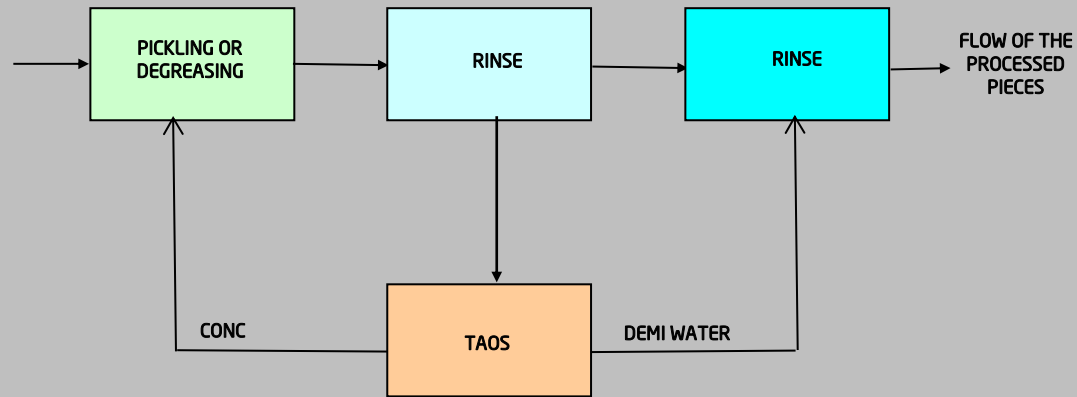 PICKLING OR
DEGREASING
RINSE
RINSE
FLOW OF THE
PROCESSED
PIECES
CONC
TAOS
DEMI WATER